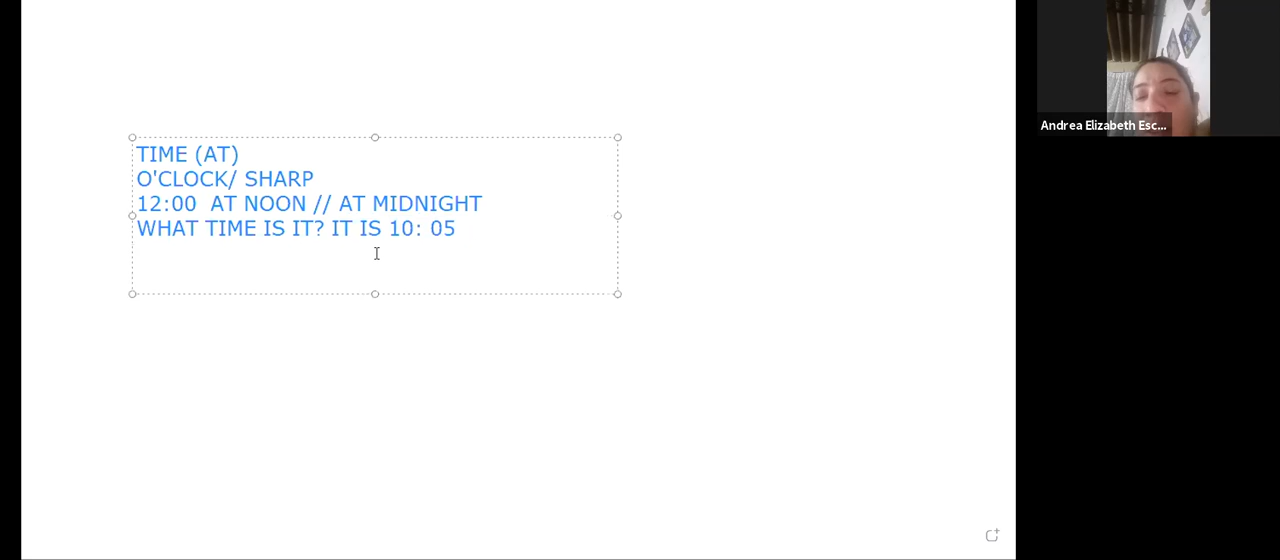 TIME (AT)
O'CLOCK/ SHARP
12:00  AT NOON // AT MIDNIGHT
WHAT TIME IS IT? IT IS 10: 05
Andrea Elizabeth Esc...